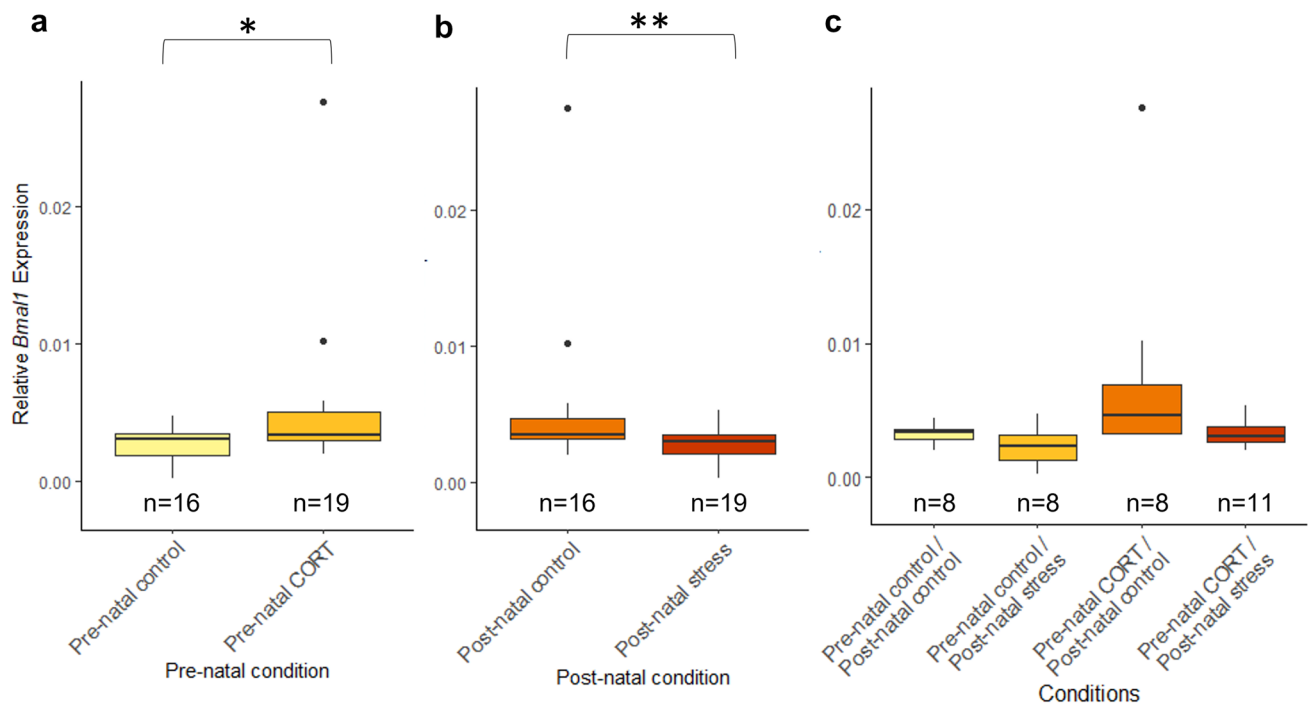 a
*
Relative Bmal1 Expression
0.02
0.01
0.00
n=16
n=19
Pre-natal control
Pre-natal CORT
Pre-natal condition
b
**
0.02
0.01
0.00
n=16
n=19
Post-natal control
Post-natal stress
Post-natal condition
c
0.02
0.01
0.00
n=8
n=8
n=8
n=11
Pre-natal control /
Post-natal control
Pre-natal control /
Post-natal stress
Pre-natal CORT /
Post-natal control
Pre-natal CORT /
Post-natal stress
Conditions